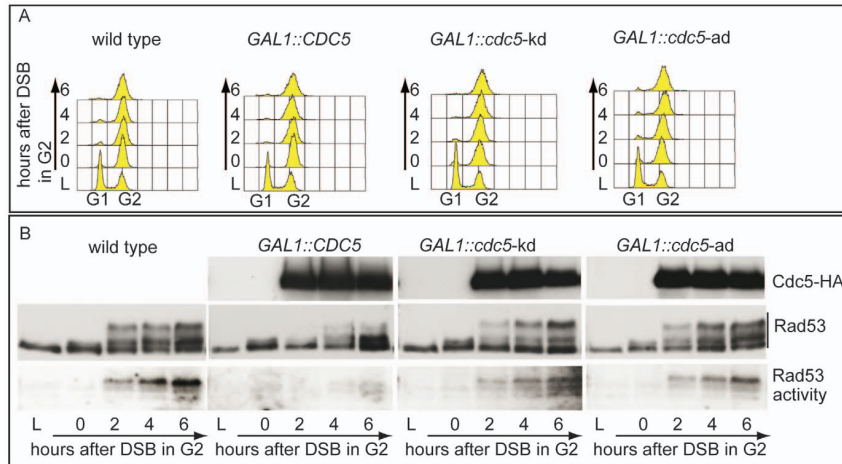 A
wild type GAL1::CDC5 GAL1::cdc5-kd GAL1::cdc5-ad
hours after DSB
in G2
6 6 6 6
4 4 4 4
2 2 2 2
0 0 0 0
L L L L
G1 G2 G1 G2 G1 G2 G1 G2
B
wild type GAL1::CDC5 GAL1::cdc5-kd GAL1::cdc5-ad
Cdc5-HA
Rad53
Rad53
activity
L 0 2 4 6 L 0 2 4 6 L 0 2 4 6 L 0 2 4 6
hours after DSB in G2 hours after DSB in G2 hours after DSB in G2 hours after DSB in G2